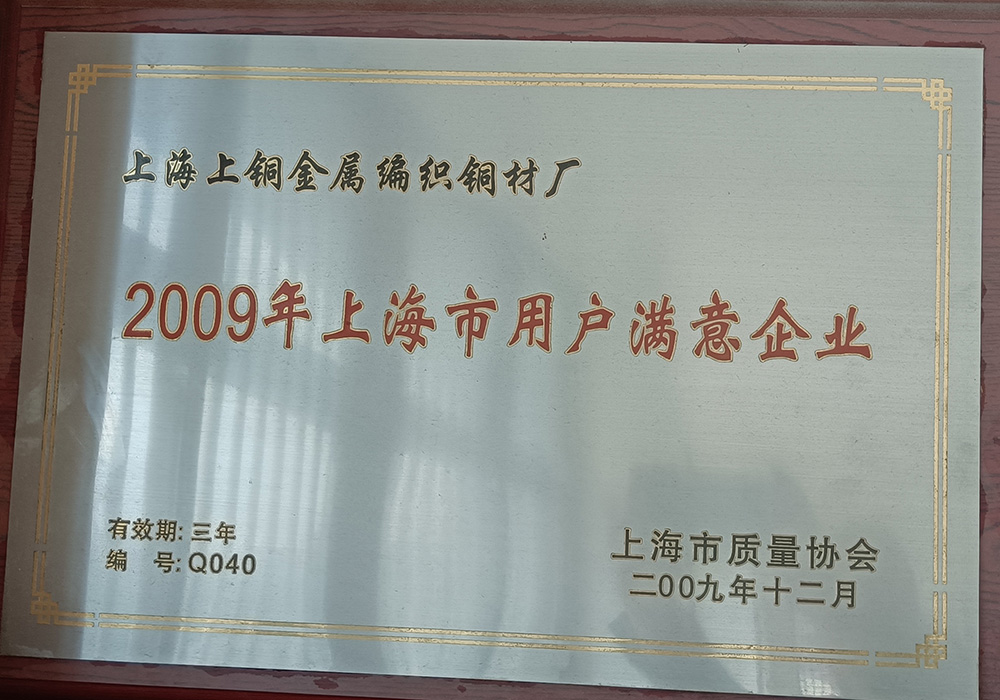 上海上铜金属编织铜材厂
2009年上海市用户满意企业
有效期: 三年
编　号: Q040
上海市质量协会
二00九年十二月